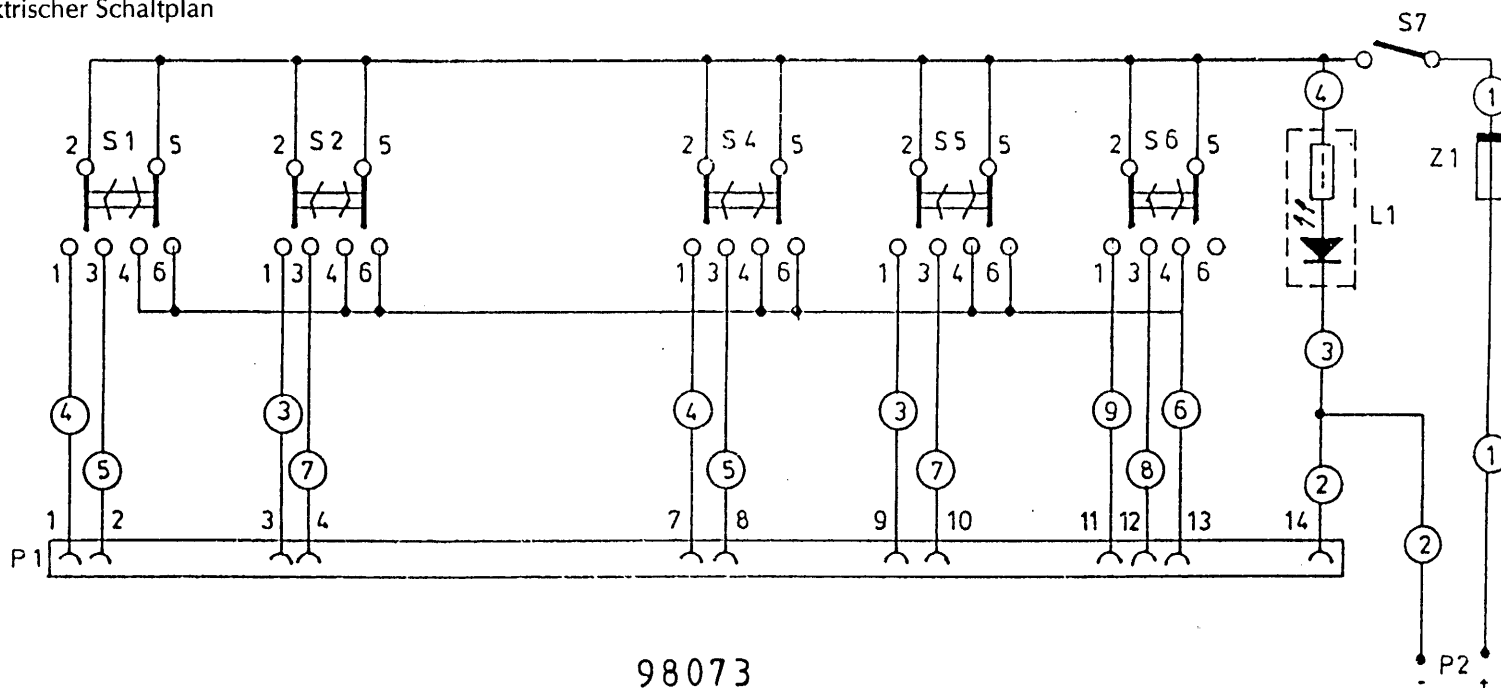 ktrischer Schaltplan
S7
4 1
2 S1 5 2 S2 5 2 S4 5 2 S5 5 2 S6 5
Z1
L1
1 3 4 6 1 3 4 6 1 3 4 6 1 3 4 6 1 3 4 6
3
4 3 4 3 9 6
5 7 5 7 8 1
2
1 2 3 4 7 8 9 10 11 12 13 14
2
P1
98073
P2
- +